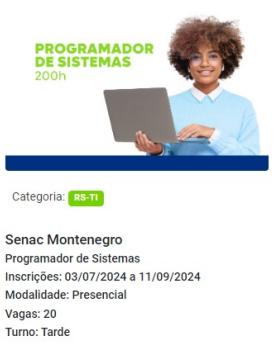 PROGRAMADOR
DE SISTEMAS
200h
Categoria: RS-TI
Senac Montenegro
Programador de Sistemas
Inscrições: 03/07/2024 a 11/09/2024
Modalidade: Presencial
Vagas: 20
Turno: Tarde